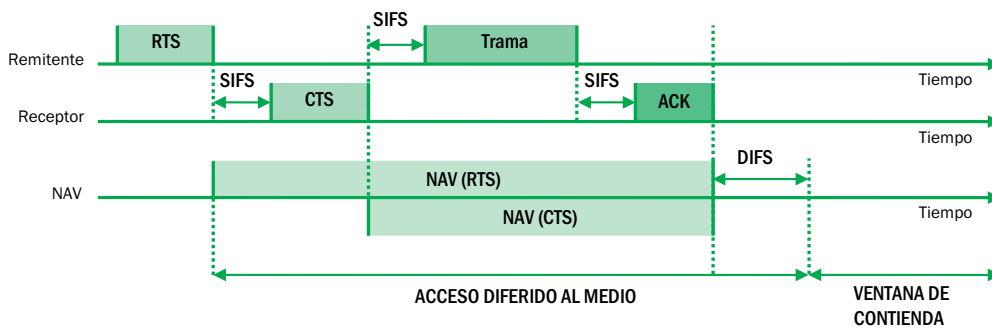 SIFS
RTS
Trama
Remitente
Tiempo
SIFS
SIFS
CTS
ACK
Receptor
Tiempo
DIFS
NAV (RTS)
NAV
NAV (CTS)
Tiempo
ACCESO DIFERIDO AL MEDIO
VENTANA DE
CONTIENDA